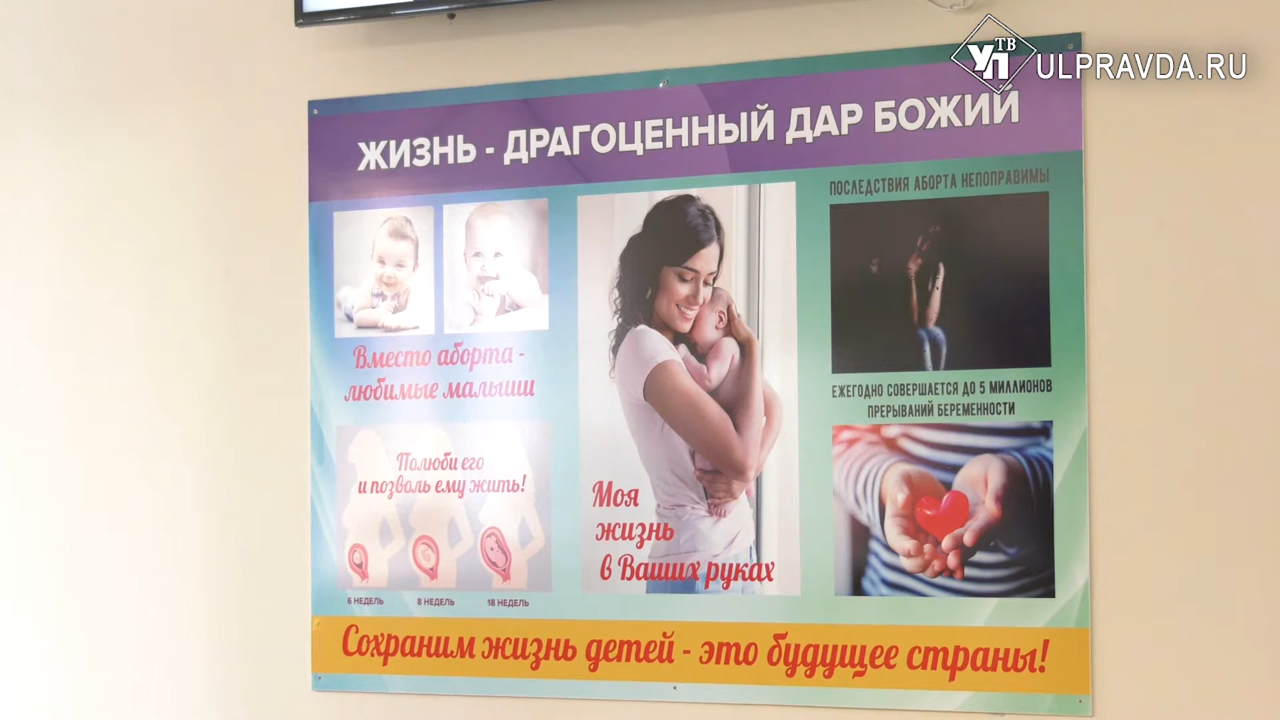 УП ТВ ULPRAVDA.RU
ЖИЗНЬ - ДРАГОЦЕННЫЙ ДАР БОЖИЙ
Вместо аборта -
любимые малыши
Полюби его
и позволь ему жить!
6 НЕДЕЛЬ 8 НЕДЕЛЬ 18 НЕДЕЛЬ
Моя
жизнь
в Ваших руках
ПОСЛЕДСТВИЯ АБОРТА НЕПОПРАВИМЫ
ЕЖЕГОДНО СОВЕРШАЕТСЯ ДО 5 МИЛЛИОНОВ
ПРЕРЫВАНИЙ БЕРЕМЕННОСТИ
Сохраним жизнь детей - это будущее страны!